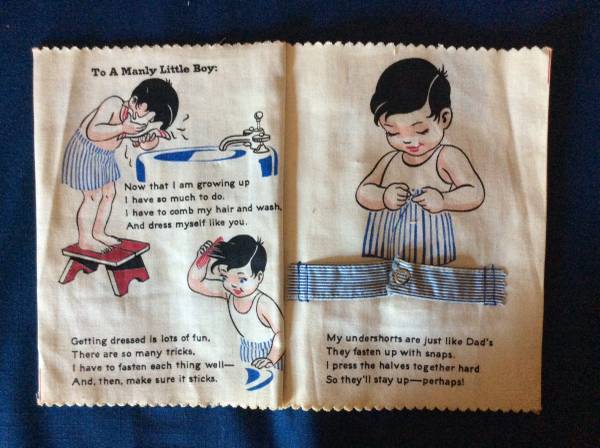 To A Manly Little Boy:
Now that I am growing up
I have so much to do.
I have to comb my hair and wash,
And dress myself like you.
Getting dressed is lots of fun,
There are so many tricks,
I have to fasten each thing well—
And, then, make sure it sticks.
My undershorts are just like Dad's
They fasten up with snaps.
I press the halves together hard
So they'll stay up—perhaps!